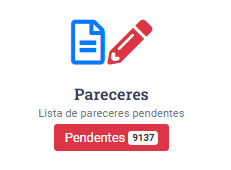 Pareceres
Lista de pareceres pendentes
Pendentes 9137